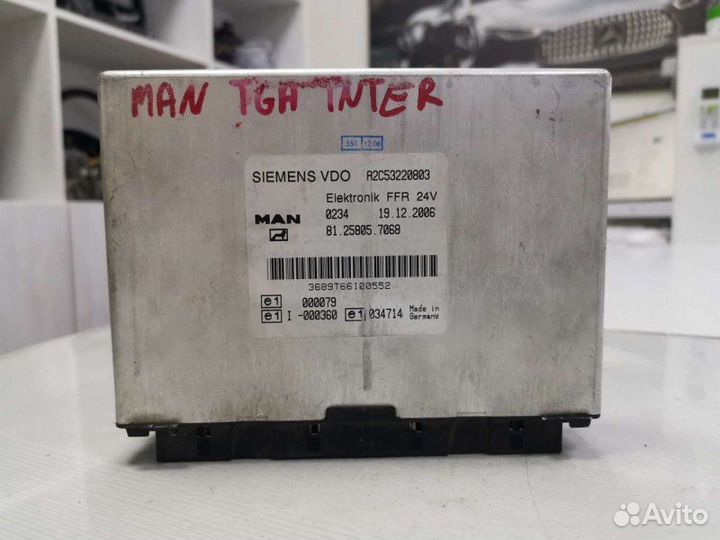 MAN TGA INTER
551 12.06
SIEMENS VDO A2C53220803
Elektronik FFR 24V
MAN 0234 19.12.2006
81.25805.7068
3689T66I00552
e1 000079
e1 I -000360 e1 034714 Made in Germany
Avito